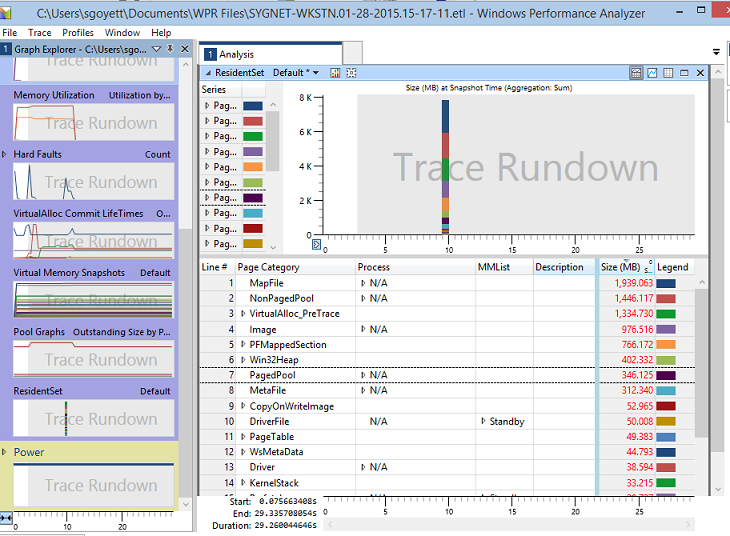 C:\Users\sgoyett\Documents\WPR Files\SYGNET-WKSTN.01-28-2015.15-17-11.etl - Windows Performance Analyzer
File Trace Profiles Window Help
1 Graph Explorer - C:\Users\sgo...
Trace Rundown
Memory Utilization Utilization by...
Trace Rundown
Hard Faults Count
Trace Rundown
VirtualAlloc Commit LifeTimes O...
Trace Rundown
Virtual Memory Snapshots Default
Trace Rundown
Pool Graphs Outstanding Size by P...
Trace Rundown
ResidentSet Default
Trace Rundown
Power
Trace Rundown
0 10 20
1 Analysis
ResidentSet Default *
Series
Pag...
Pag...
Pag...
Pag...
Pag...
Pag...
Pag...
Pag...
Pag...
Pag...
Size (MB) at Snapshot Time (Aggregation: Sum)
8 K
6 K
4 K
2 K
0
Trace Rundown
0 5 10 15 20 25
Line # Page Category Process MMList Description Size (MB) S... Legend
1 MapFile N/A 1,939.063
2 NonPagedPool N/A 1,446.117
3 VirtualAlloc_PreTrace 1,334.730
4 Image N/A 976.516
5 PFMappedSection 766.172
6 Win32Heap 402.332
7 PagedPool N/A 346.125
8 MetaFile N/A 312.340
9 CopyOnWriteImage 52.965
10 DriverFile N/A Standby 50.008
11 PageTable 49.383
12 WsMetaData 44.793
13 Driver N/A 38.594
14 KernelStack 33.215
Start: 0.075663408s
End: 29.335708054s
Duration: 29.260044646s
0 5 10 15 20 25